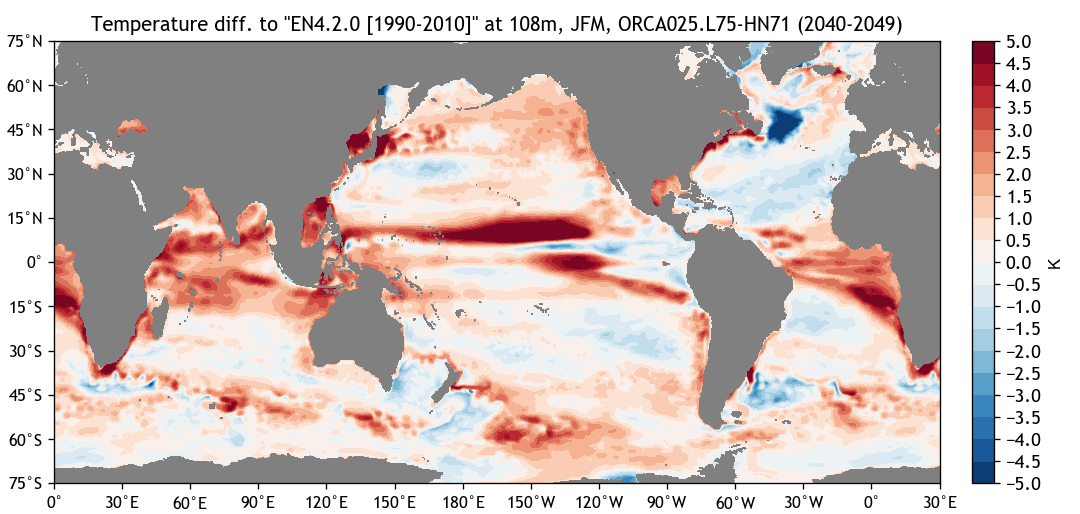 Temperature diff. to "EN4.2.0 [1990-2010]" at 108m, JFM, ORCA025.L75-HN71 (2040-2049)
75°N
60°N
45°N
30°N
15°N
0°
15°S
30°S
45°S
60°S
75°S
0° 30°E 60°E 90°E 120°E 150°E 180°E 150°W 120°W 90°W 60°W 30°W 0° 30°E
5.0
4.5
4.0
3.5
3.0
2.5
2.0
1.5
1.0
0.5
0.0
−0.5
−1.0
−1.5
−2.0
−2.5
−3.0
−3.5
−4.0
−4.5
−5.0
K